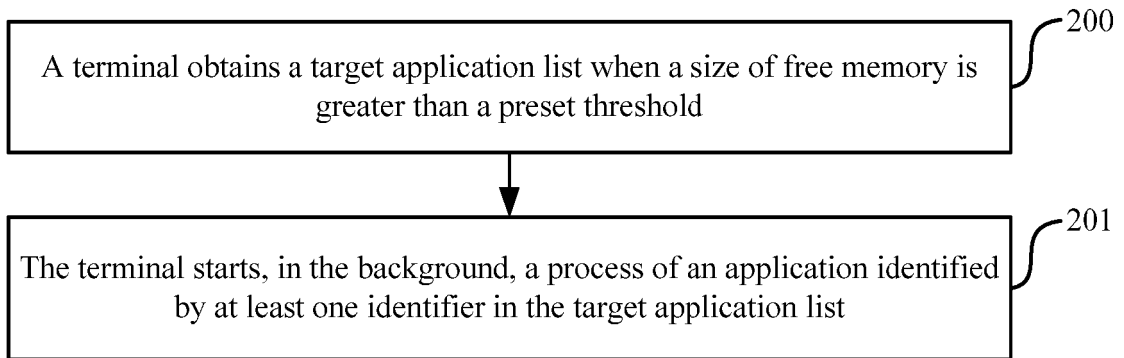 200
A terminal obtains a target application list when a size of free memory is
greater than a preset threshold
201
The terminal starts, in the background, a process of an application identified
by at least one identifier in the target application list